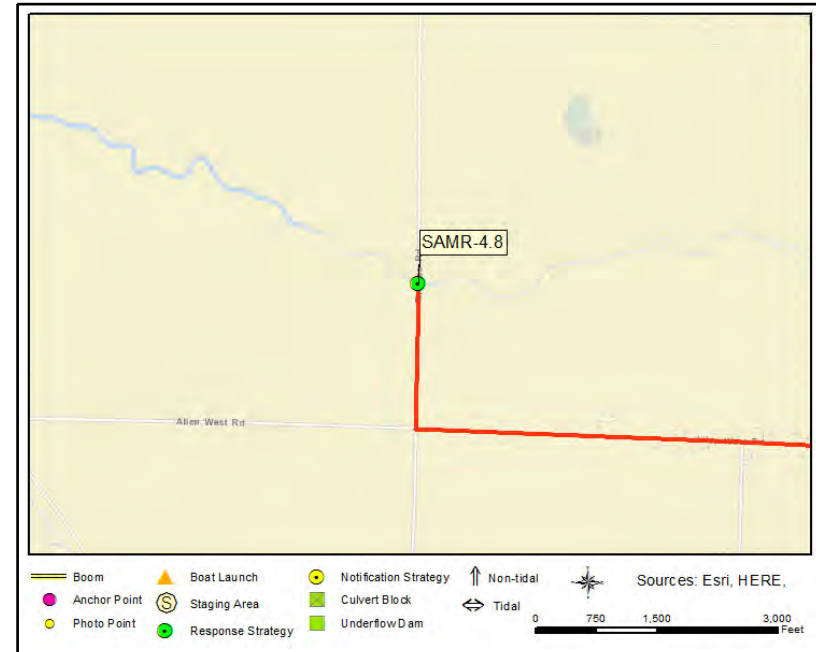 SAMR-4.8
Rd
Allen West Rd
Boom
Boat Launch
Notification Strategy
Non-tidal
Sources: Esri, HERE,
Anchor Point
S
Staging Area
Culvert Block
Tidal
Photo Point
Response Strategy
Underflow Dam
0 750 1,500 3,000
Feet